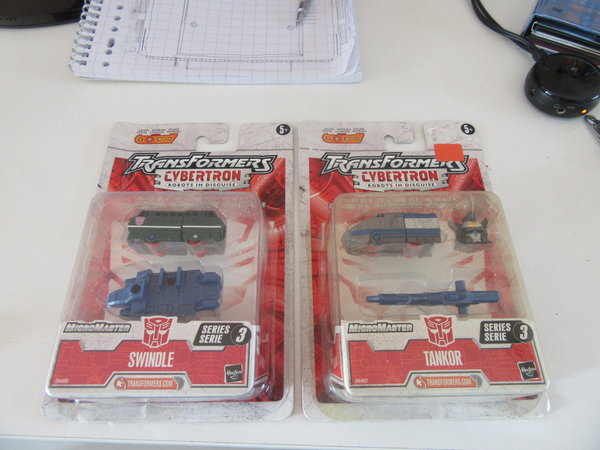 5+
TRANSFORMERS
CYBERTRON
ROBOTS IN DISGUISE
MICROMASTER
SERIES
SERIE
3
SWINDLE
TRANSFORMERS.COM
Hasbro
5+
TRANSFORMERS
CYBERTRON
ROBOTS IN DISGUISE
MICROMASTER
SERIES
SERIE
3
TANKOR
TRANSFORMERS.COM
Hasbro